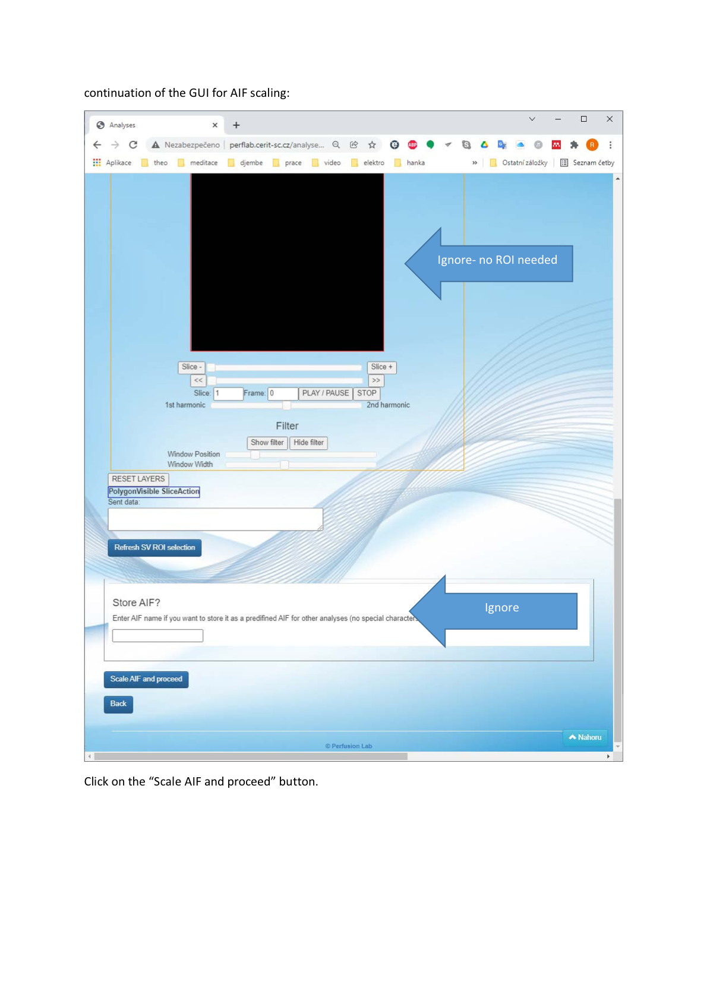 continuation of the GUI for AIF scaling:
Analyses
Nezabezpečeno | perflab.cerit-sc.cz/analyse...
ABP
R
Aplikace theo meditace djembe prace video elektro hanka » Ostatní záložky Seznam četby
Ignore- no ROI needed
Slice - Slice +
<< >>
Slice: 1 Frame: 0 PLAY / PAUSE STOP
1st harmonic 2nd harmonic
Filter
Show filter Hide filter
Window Position
Window Width
RESET LAYERS
PolygonVisible SliceAction
Sent data:
Refresh SV ROI selection
Store AIF?
Ignore
Enter AIF name if you want to store it as a predifined AIF for other analyses (no special characters
Scale AIF and proceed
Back
Nahoru
© Perfusion Lab
Click on the “Scale AIF and proceed” button.